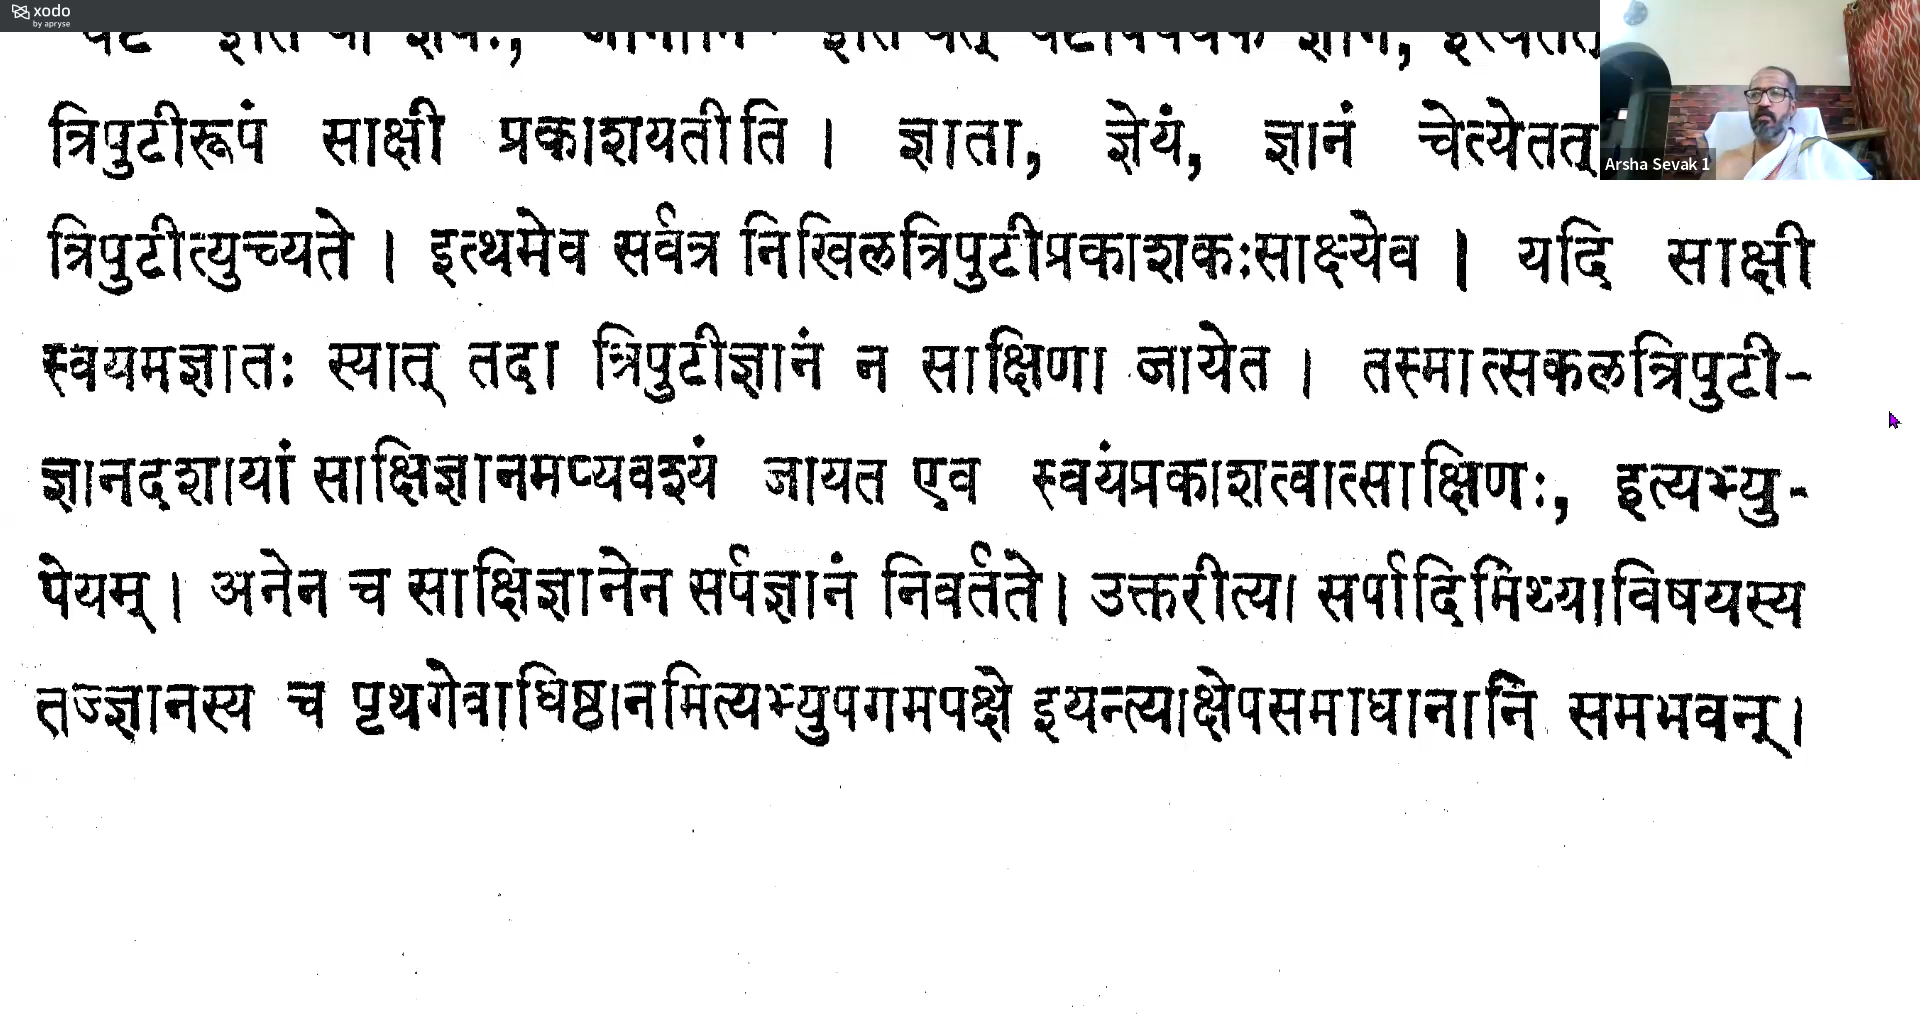 xodo
by apryse
त्रिपुटीरूपं साक्षी प्रकाशयतीति । ज्ञाता, ज्ञेयं, ज्ञानं चेत्येतत्
Arsha Sevak 1
त्रिपुटीत्युच्यते । इत्थमेव सर्वत्र निखिलत्रिपुटीप्रकाशकःसाक्ष्येव । यदि साक्षी
स्वयमज्ञातः स्यात् तदा त्रिपुटीज्ञानं न साक्षिणा जायेत । तस्मात्सकलत्रिपुटी-
ज्ञानदशायां साक्षिज्ञानमप्यवश्यं जायत एव स्वयंप्रकाशत्वात्साक्षिणः, इत्यभ्यु-
पेयम् । अनेन च साक्षिज्ञानेन सर्पज्ञानं निवर्तते । उक्तरीत्या सर्पादिमिथ्याविषयस्य
तज्ज्ञानस्य च पृथगेवाधिष्ठानमित्यभ्युपगमपक्षे इयन्त्याक्षेपसमाधानानि समभवन् ।